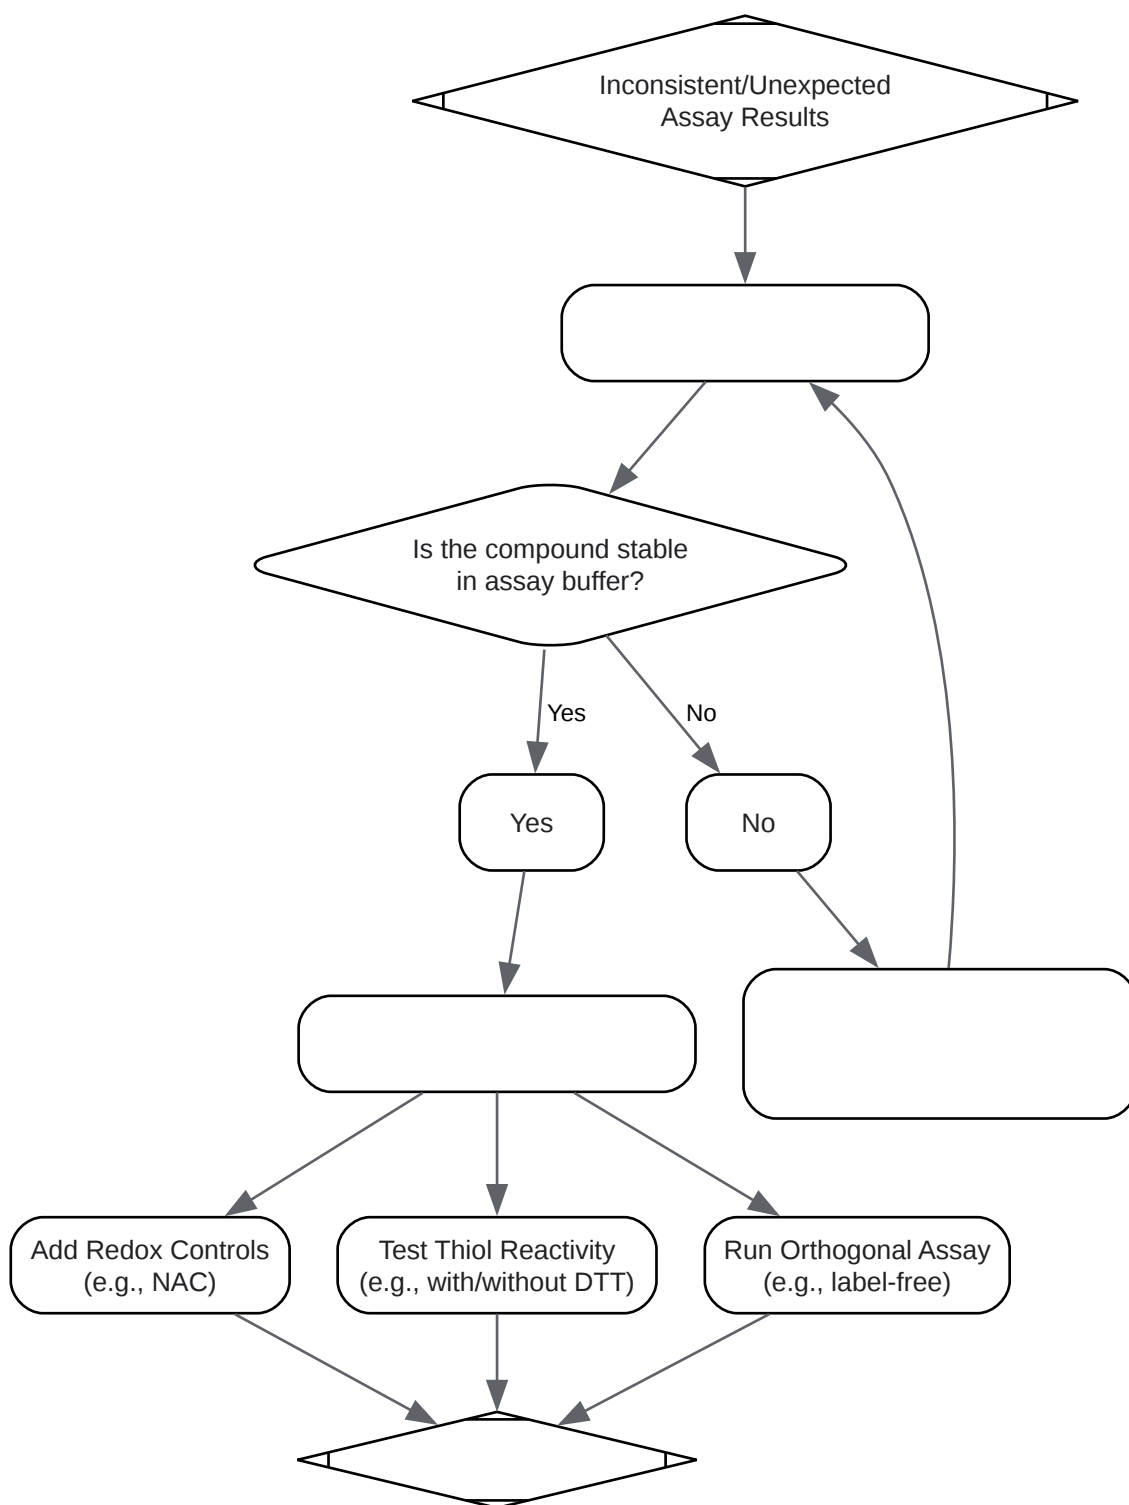 Inconsistent/Unexpected
Assay Results
Is the compound stable
in assay buffer?
Yes
No
Yes
No
Add Redox Controls
(e.g., NAC)
Test Thiol Reactivity
(e.g., with/without DTT)
Run Orthogonal Assay
(e.g., label-free)